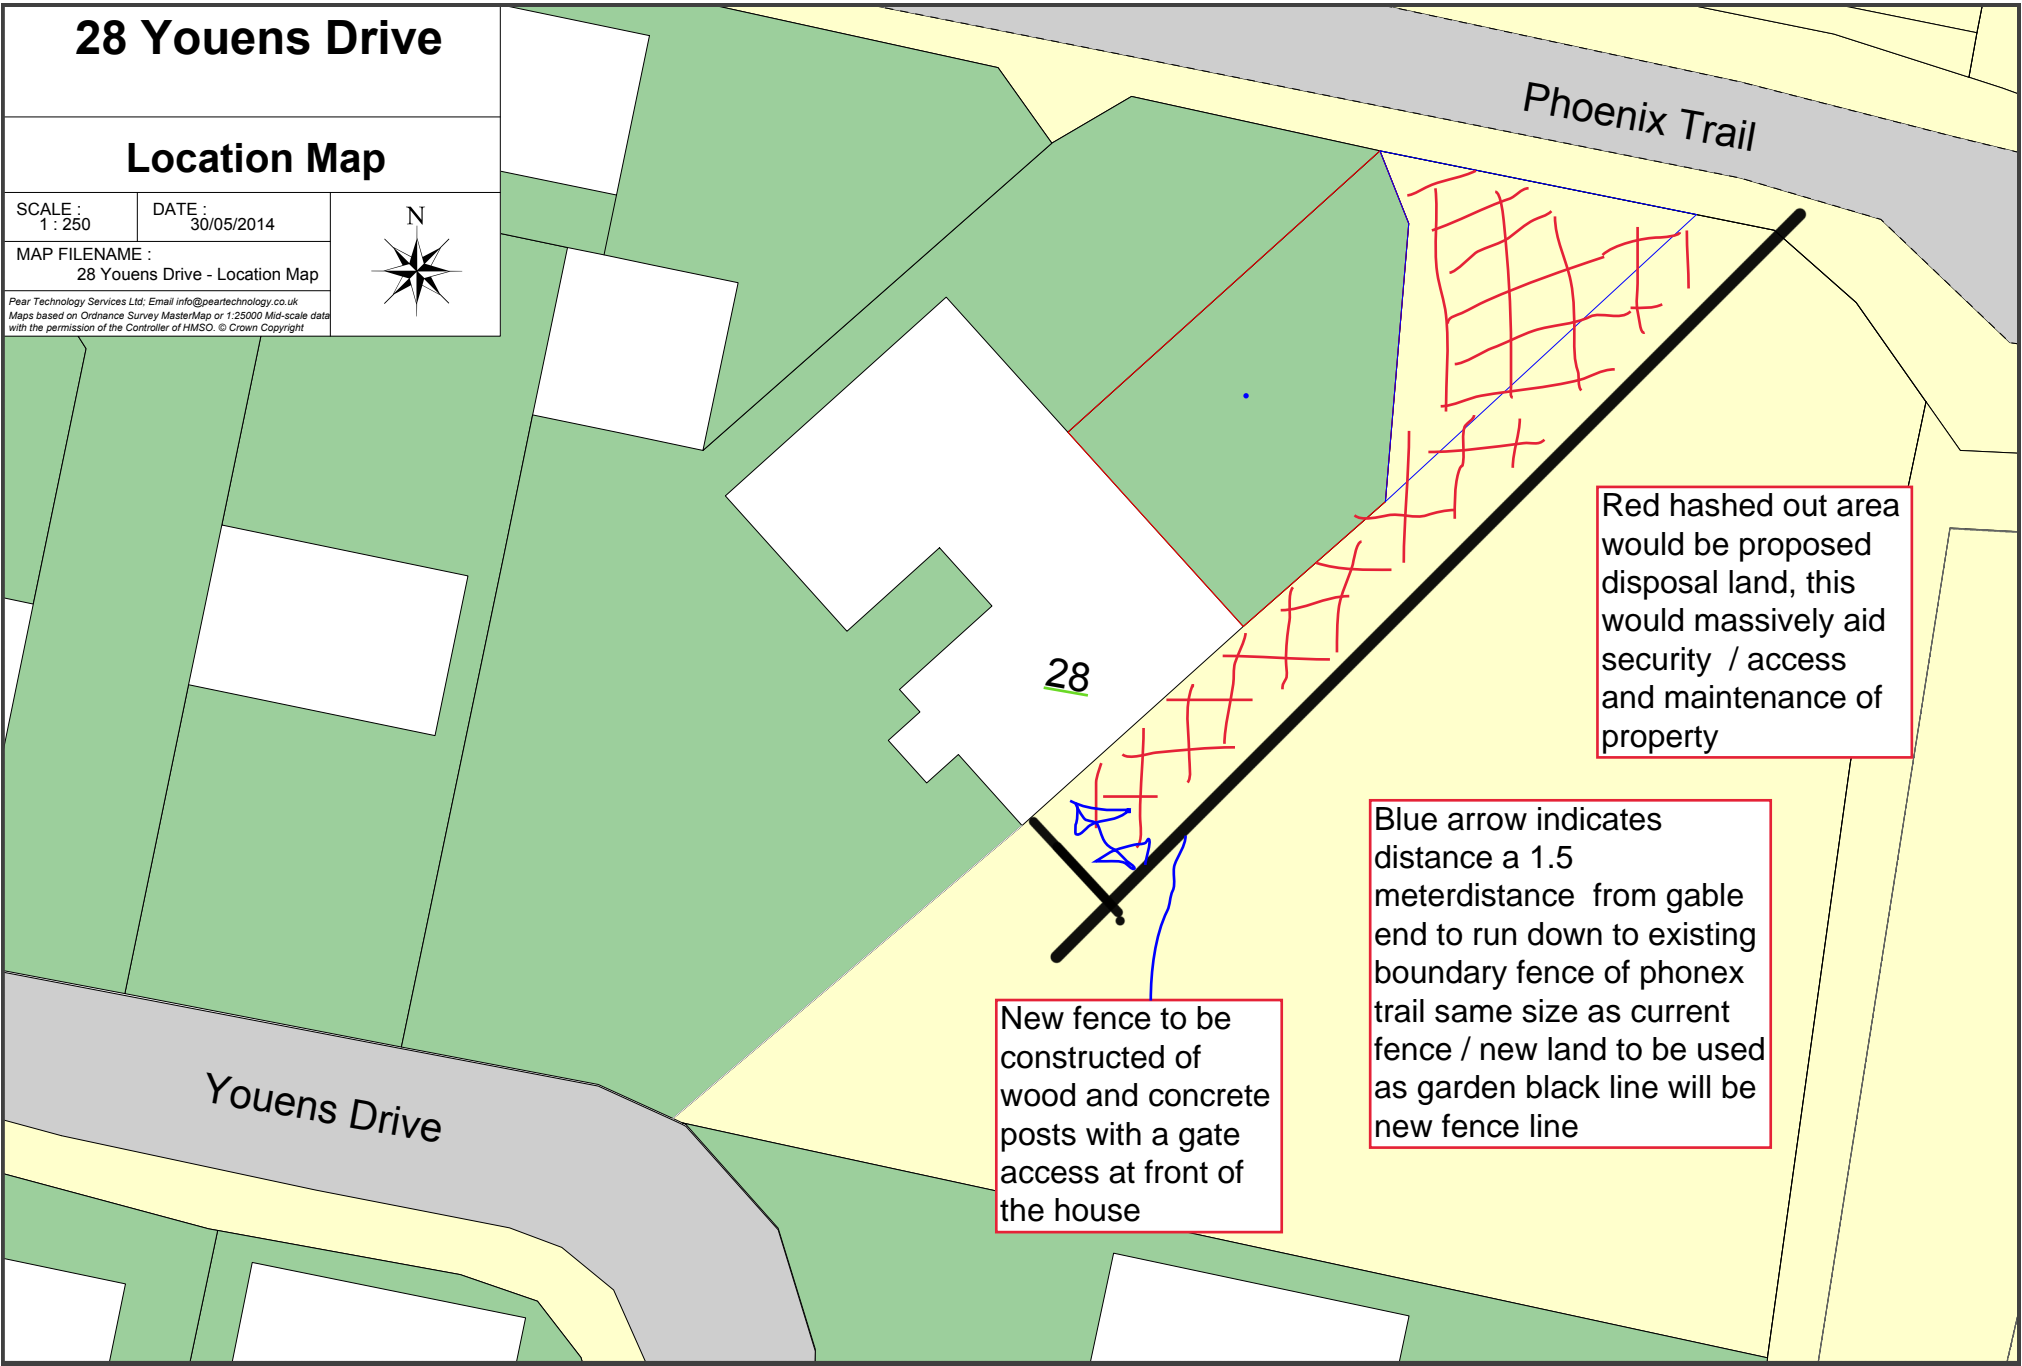 28 Youens Drive
Location Map
SCALE :
1 : 250
DATE :
30/05/2014
MAP FILENAME :
28 Youens Drive - Location Map
Pear Technology Services Ltd; Email info@peartechnology.co.uk
Maps based on Ordnance Survey MasterMap or 1:25000 Mid-scale data
with the permission of the Controller of HMSO. © Crown Copyright
N
Phoenix Trail
28
Red hashed out area
would be proposed
disposal land, this
would massively aid
security / access
and maintenance of
property
Blue arrow indicates
distance a 1.5
meterdistance from gable
end to run down to existing
boundary fence of phonex
trail same size as current
fence / new land to be used
as garden black line will be
new fence line
New fence to be
constructed of
wood and concrete
posts with a gate
access at front of
the house
Youens Drive